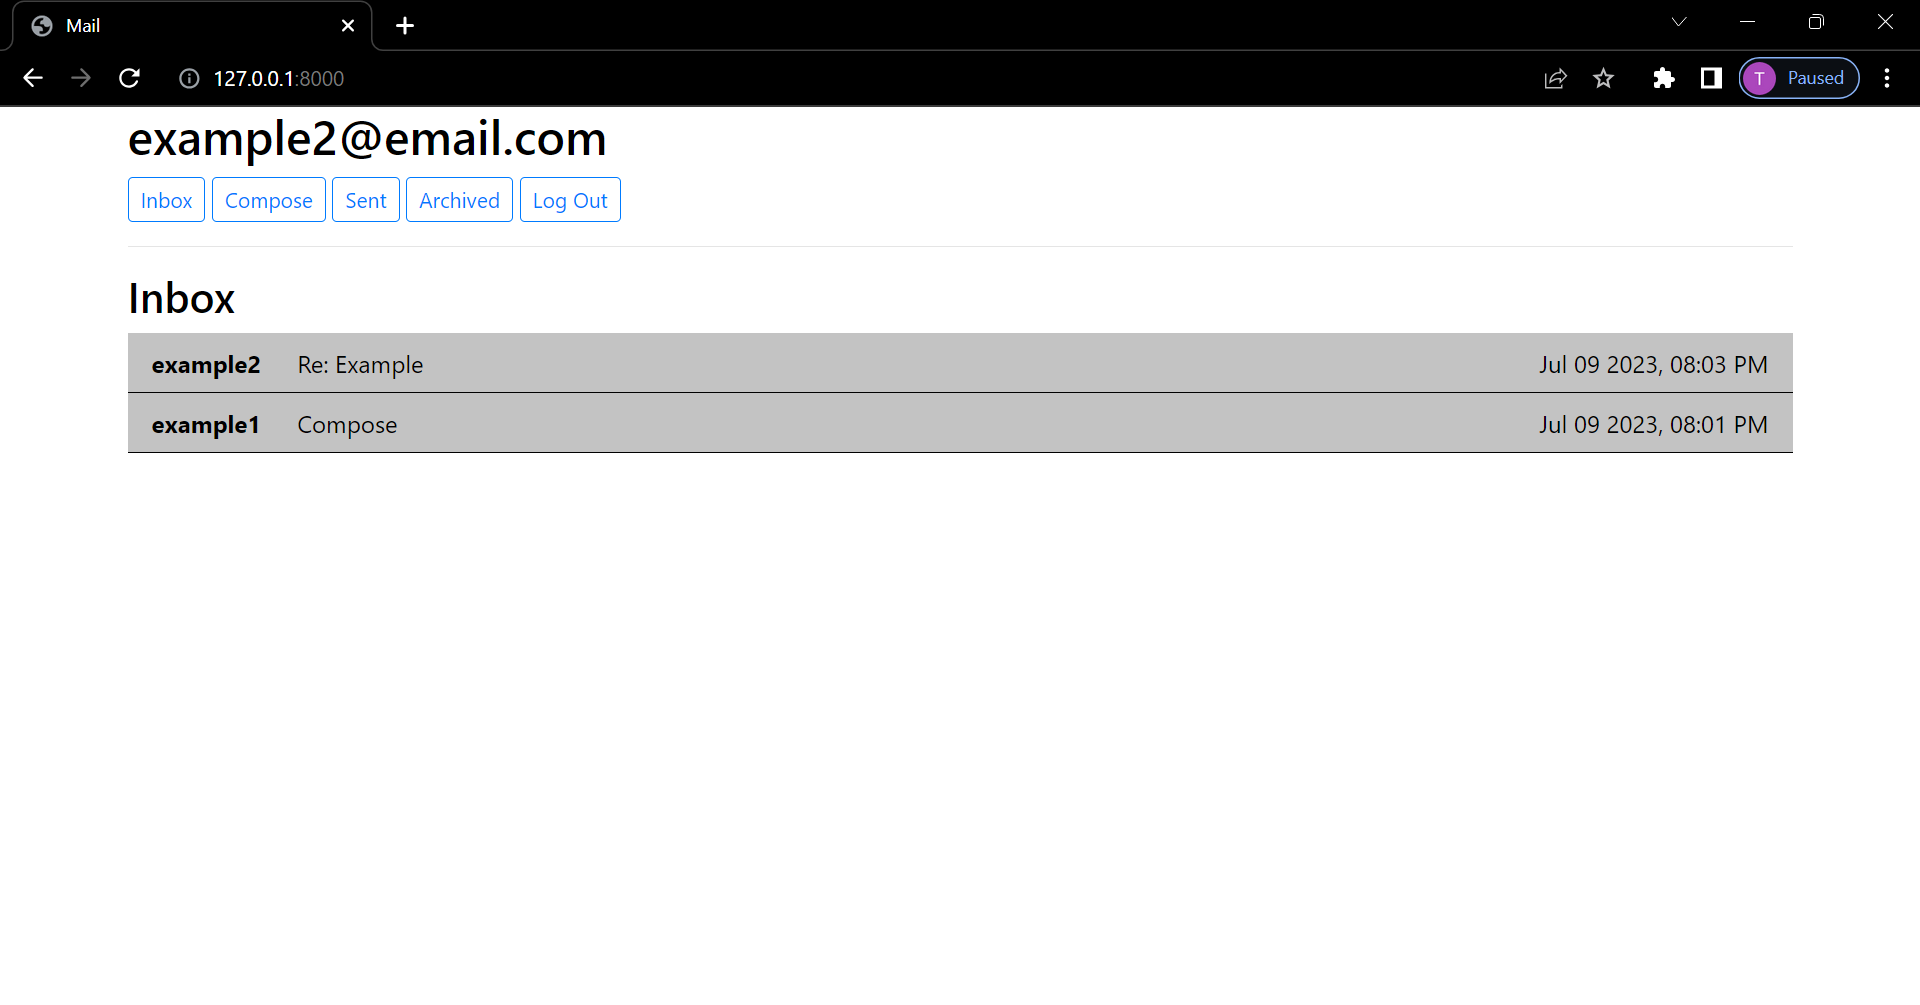 Mail
127.0.0.1:8000
T Paused
example2@email.com
Inbox Compose Sent Archived Log Out
Inbox
example2 Re: Example Jul 09 2023, 08:03 PM
example1 Compose Jul 09 2023, 08:01 PM